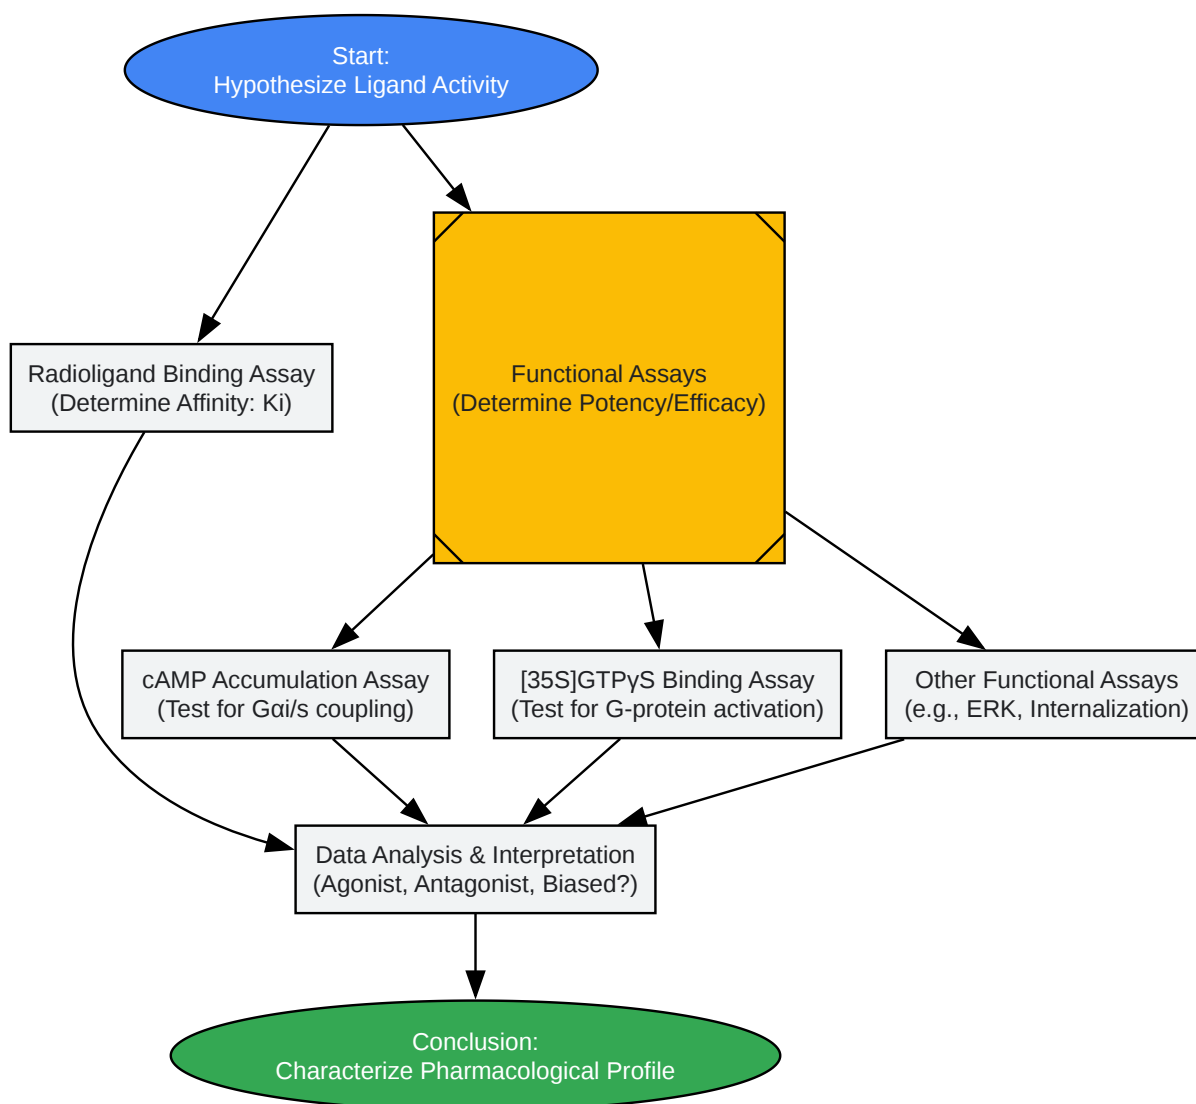 Start:
Hypothesize Ligand Activity
Radioligand Binding Assay
(Determine Affinity: Ki)
Functional Assays
(Determine Potency/Efficacy)
cAMP Accumulation Assay
(Test for Gαi/s coupling)
[35S]GTPγS Binding Assay
(Test for G-protein activation)
Other Functional Assays
(e.g., ERK, Internalization)
Data Analysis & Interpretation
(Agonist, Antagonist, Biased?)
Conclusion:
Characterize Pharmacological Profile